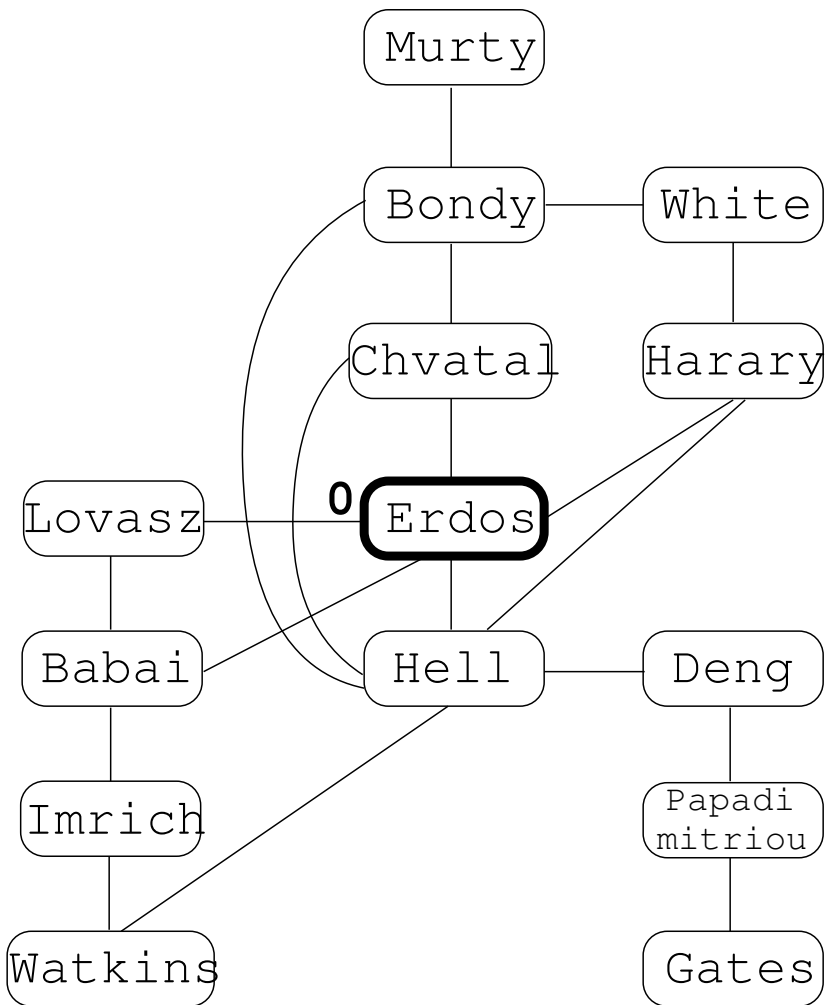 Murty
Bondy
White
Chvatal
Harary
0
Lovasz
Erdos
Babai
Hell
Deng
Imrich
Papadi
mitriou
Watkins
Gates